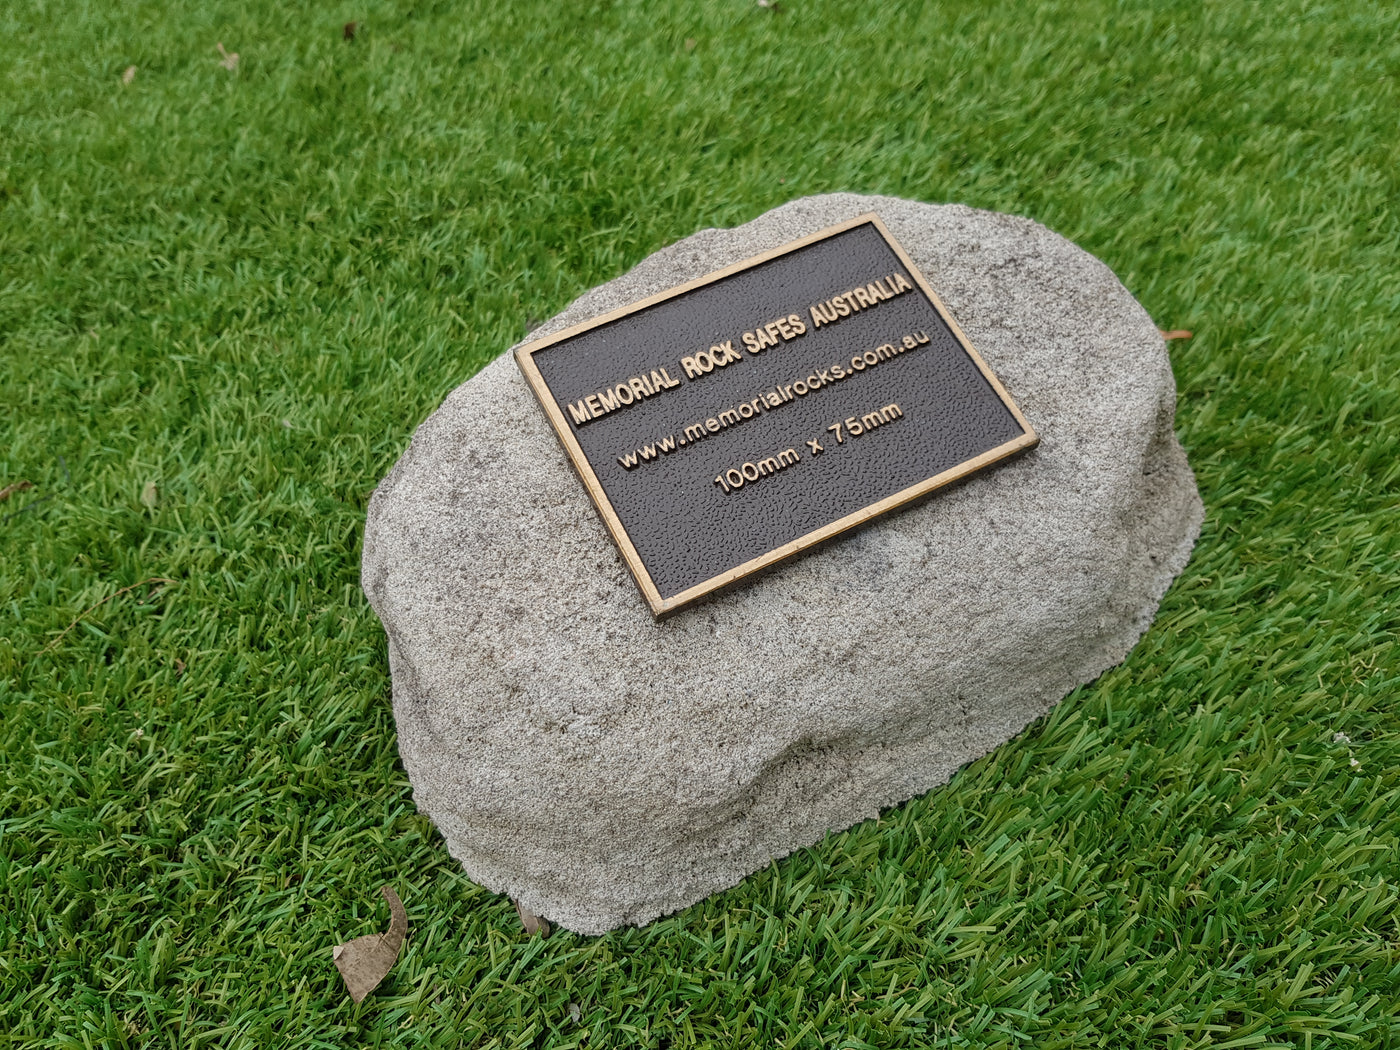 MEMORIAL ROCK SAFES AUSTRALIA
www.memorialrocks.com.au
100mm x 75mm